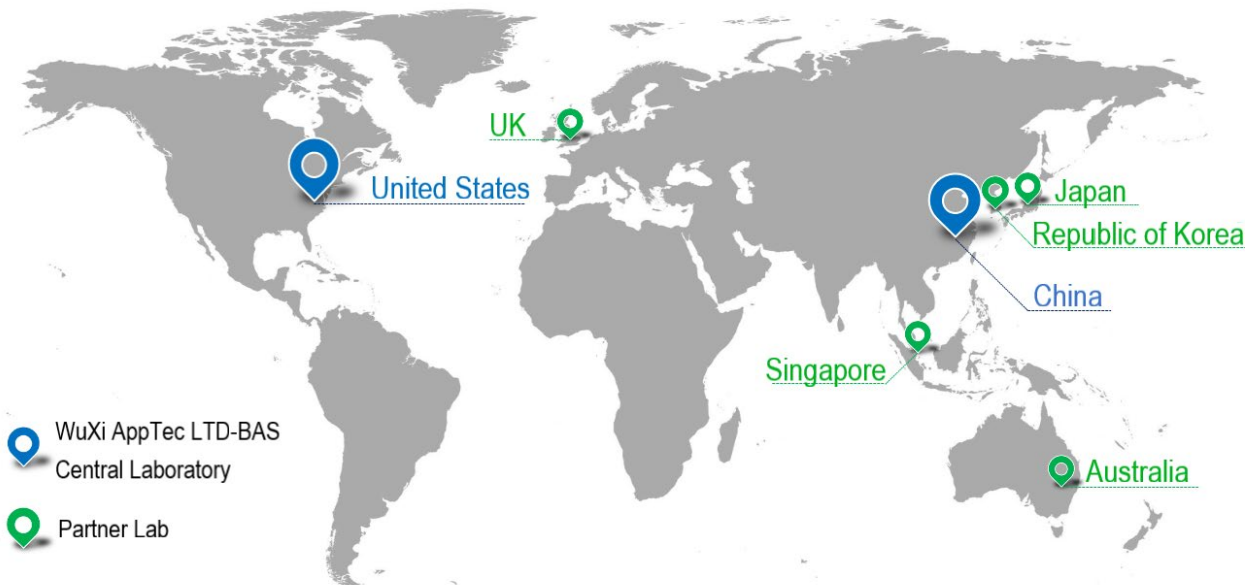 UK
United States
Japan
Republic of Korea
China
Singapore
Australia
WuXi AppTec LTD-BAS
Central Laboratory
Partner Lab